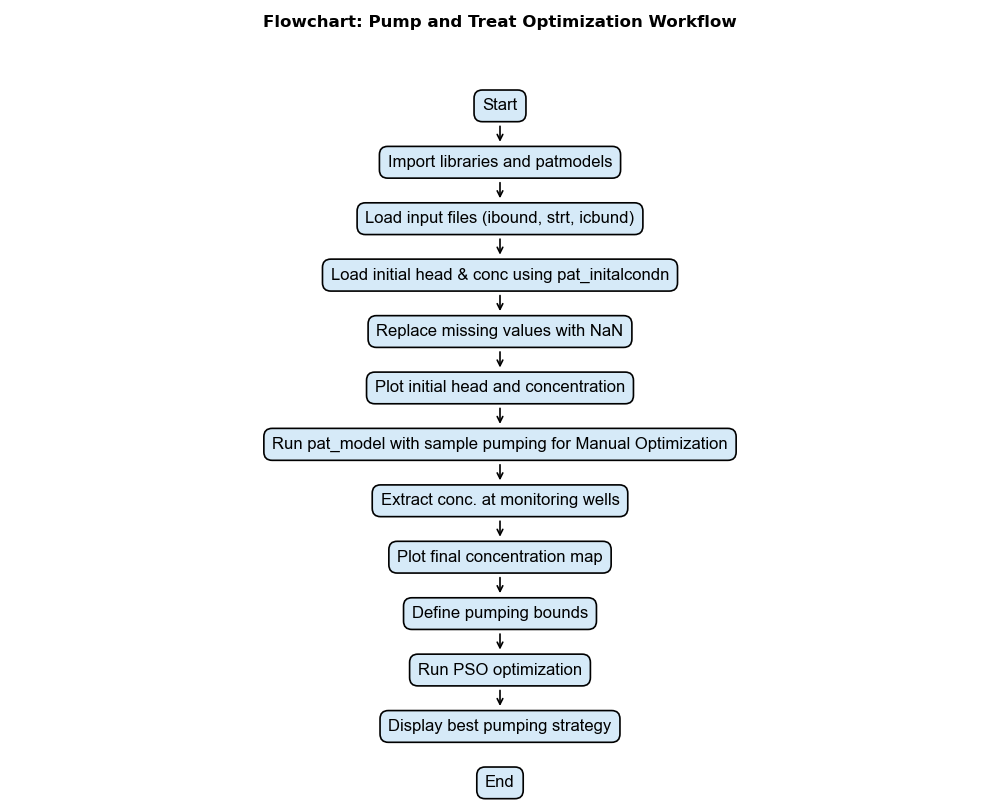 Flowchart: Pump and Treat Optimization Workflow
Start
Import libraries and patmodels
Load input files (ibound, strt, icbund)
Load initial head & conc using pat_initalcondn
Replace missing values with NaN
Plot initial head and concentration
Run pat_model with sample pumping for Manual Optimization
Extract conc. at monitoring wells
Plot final concentration map
Define pumping bounds
Run PSO optimization
Display best pumping strategy
End